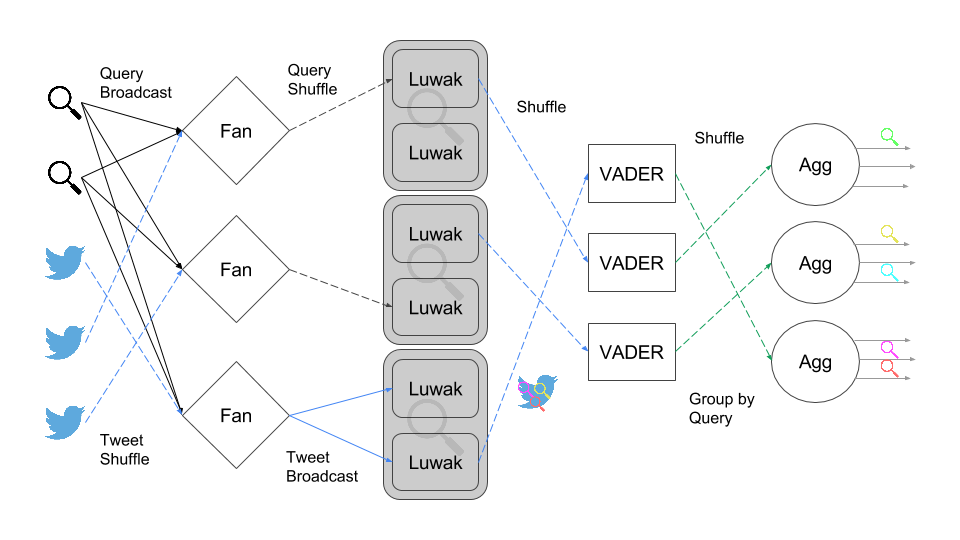 Query
Broadcast
Query
Shuffle
Fan
Fan
Fan
Tweet
Shuffle
Tweet
Broadcast
Luwak
Luwak
Luwak
Luwak
Luwak
Luwak
Shuffle
VADER
VADER
VADER
Shuffle
Group by
Query
Agg
Agg
Agg